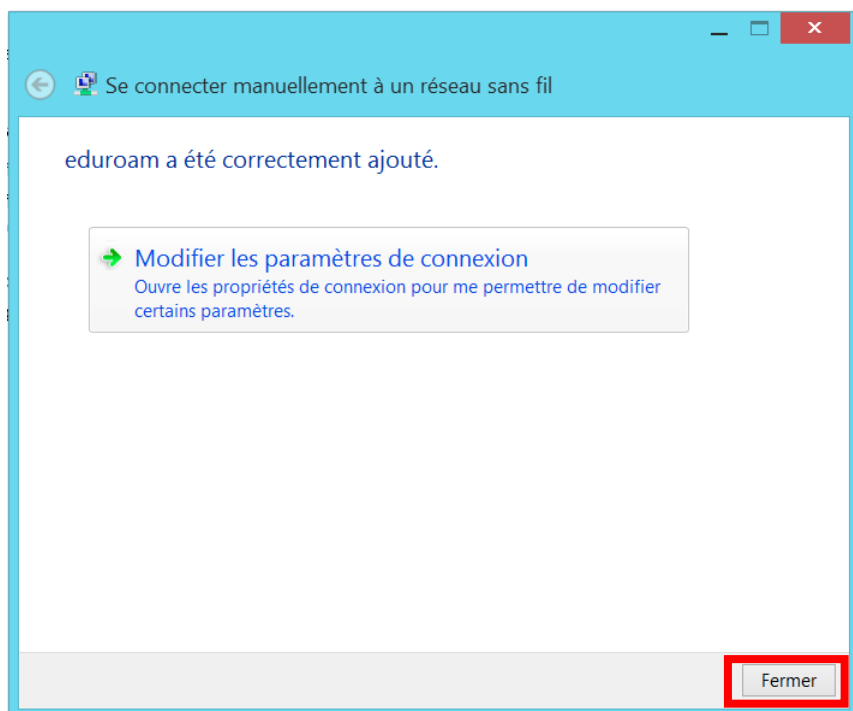 Se connecter manuellement à un réseau sans fil
eduroam a été correctement ajouté.
Modifier les paramètres de connexion
Ouvre les propriétés de connexion pour me permettre de modifier
certains paramètres.
Fermer